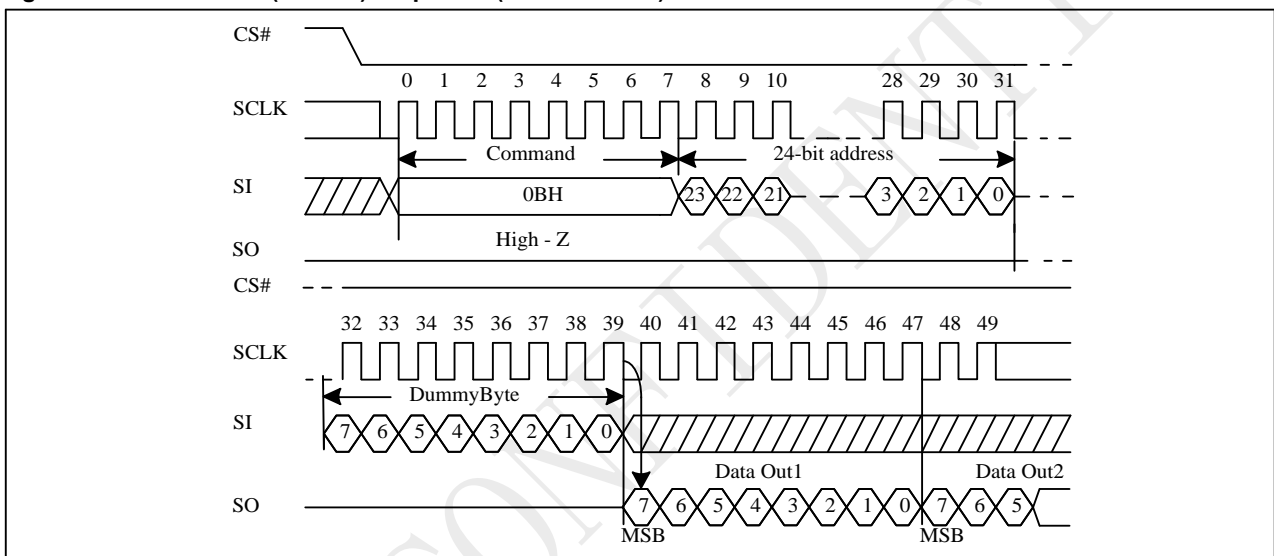 CS#
0 1 2 3 4 5 6 7 8 9 10 28 29 30 31
SCLK
Command 24-bit address
SI 0BH 23 22 21 3 2 1 0
High - Z
SO
CS#
32 33 34 35 36 37 38 39 40 41 42 43 44 45 46 47 48 49
SCLK
DummyByte
SI 7 6 5 4 3 2 1 0
Data Out1 Data Out2
SO 7 6 5 4 3 2 1 0 7 6 5
MSB MSB